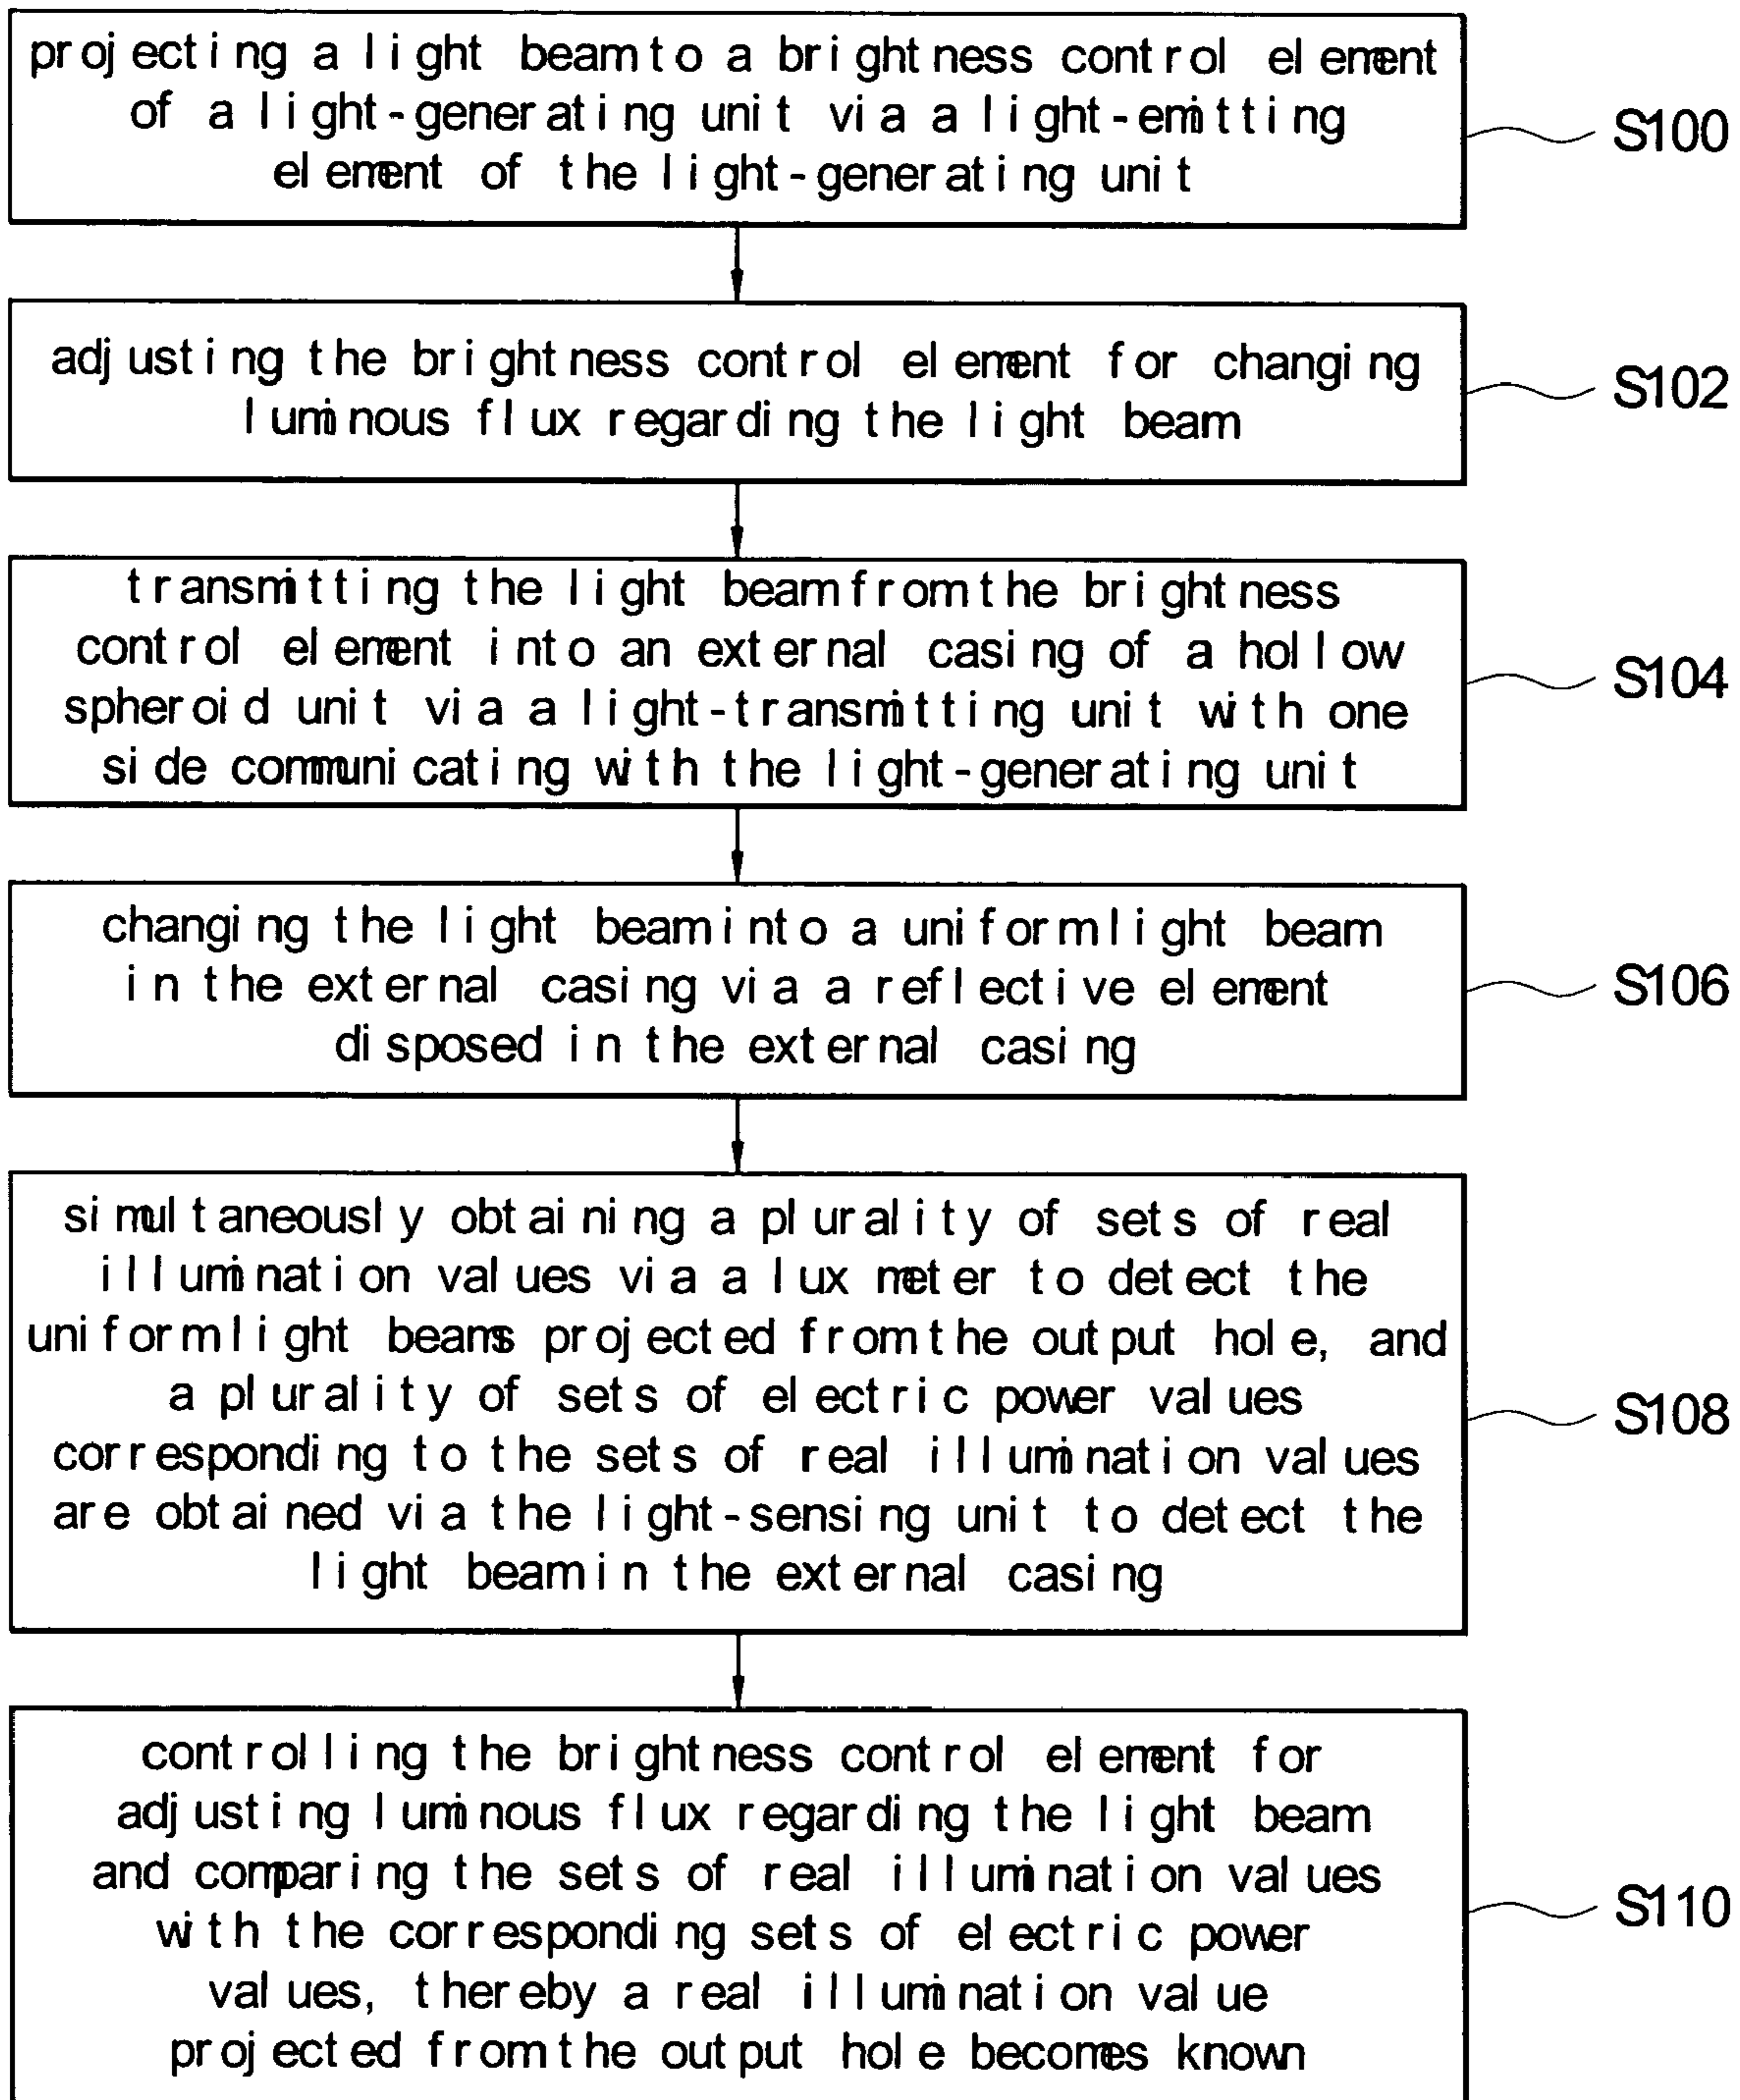 projecting a light beam to a brightness control element
of a light-generating unit via a light-emitting
element of the light-generating unit
S100
adjusting the brightness control element for changing
luminous flux regarding the light beam
S102
transmitting the light beam from the brightness
control element into an external casing of a hollow
spheroid unit via a light-transmitting unit with one
side communicating with the light-generating unit
S104
changing the light beam into a uniform light beam
in the external casing via a reflective element
disposed in the external casing
S106
simultaneously obtaining a plurality of sets of real
illumination values via a lux meter to detect the
uniform light beams projected from the output hole, and
a plurality of sets of electric power values
corresponding to the sets of real illumination values
are obtained via the light-sensing unit to detect the
light beam in the external casing
S108
controlling the brightness control element for
adjusting luminous flux regarding the light beam
and comparing the sets of real illumination values
with the corresponding sets of electric power
values, thereby a real illumination value
projected from the output hole becomes known
S110